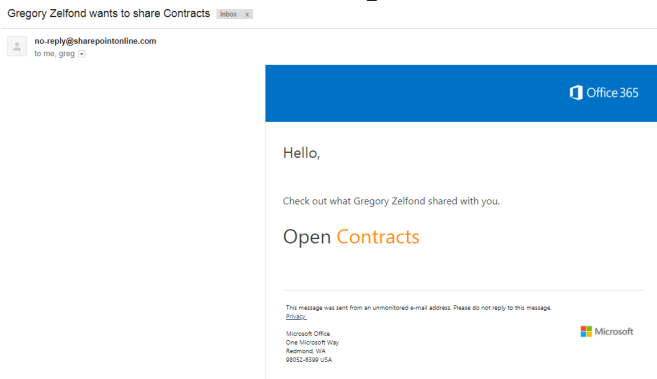 Gregory Zelfond wants to share Contracts Inbox x
no-reply@sharepointonline.com
to me, greg
Office 365
Hello,
Check out what Gregory Zelfond shared with you.
Open Contracts
This message was sent from an unmonitored e-mail address. Please do not reply to this message.
Privacy
Microsoft Office
One Microsoft Way
Redmond, WA
98052-6399 USA
Microsoft